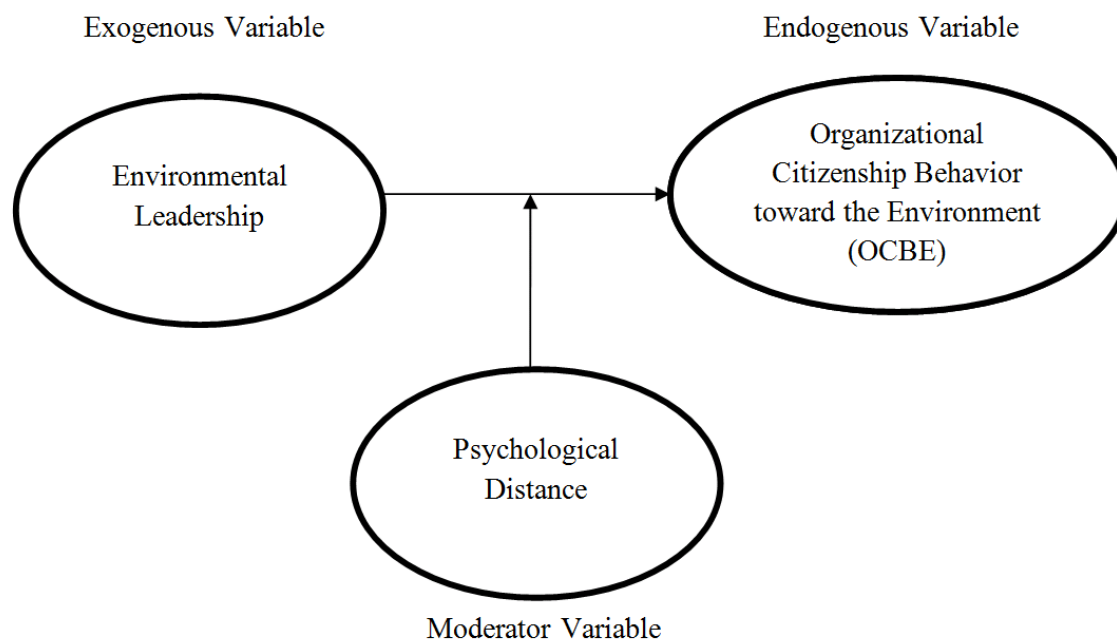 Exogenous Variable
Endogenous Variable
Environmental
Leadership
Organizational
Citizenship Behavior
toward the Environment
(OCBE)
Psychological
Distance
Moderator Variable